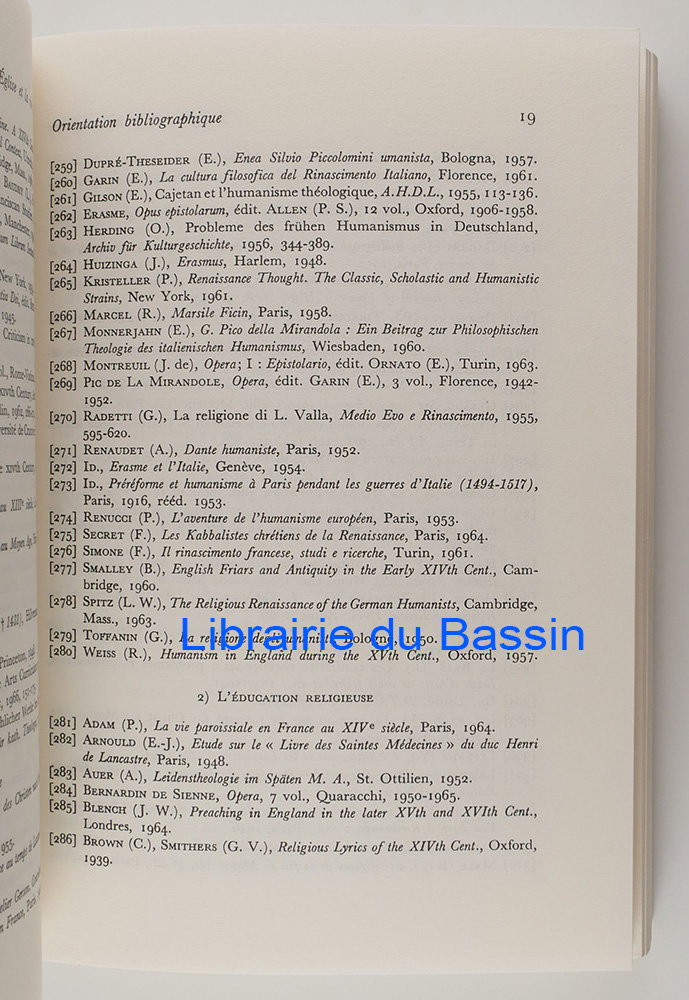 Orientation bibliographique 19
[259] DUPRÉ-THESEIDER (E.), Enea Silvio Piccolomini umanista, Bologna, 1957.
[260] GARIN (E.), La cultura filosofica del Rinascimento Italiano, Florence, 1961.
[261] GILSON (E.), Cajetan et l'humanisme théologique, A.H.D.L., 1955, 113-136.
[262] ERASME, Opus epistolarum, édit. ALLEN (P. S.), 12 vol., Oxford, 1906-1958.
[263] HERDING (O.), Probleme des frühen Humanismus in Deutschland,
Archiv für Kulturgeschichte, 1956, 344-389.
[264] HUIZINGA (J.), Erasmus, Harlem, 1948.
[265] KRISTELLER (P.), Renaissance Thought. The Classic, Scholastic and Humanistic
Strains, New York, 1961.
[266] MARCEL (R.), Marsile Ficin, Paris, 1958.
[267] MONNERJAHN (E.), G. Pico della Mirandola : Ein Beitrag zur Philosophischen
Theologie des italienischen Humanismus, Wiesbaden, 1960.
[268] MONTREUIL (J. de), Opera; I : Epistolario, édit. ORNATO (E.), Turin, 1963.
[269] PIC DE LA MIRANDOLE, Opera, édit. GARIN (E.), 3 vol., Florence, 1942-
1952.
[270] RADETTI (G.), La religione di L. Valla, Medio Evo e Rinascimento, 1955,
595-620.
[271] RENAUDET (A.), Dante humaniste, Paris, 1952.
[272] ID., Erasme et l'Italie, Genève, 1954.
[273] ID., Préréforme et humanisme à Paris pendant les guerres d'Italie (1494-1517),
Paris, 1916, rééd. 1953.
[274] RENUCCI (P.), L'aventure de l'humanisme européen, Paris, 1953.
[275] SECRET (F.), Les Kabbalistes chrétiens de la Renaissance, Paris, 1964.
[276] SIMONE (F.), Il rinascimento francese, studi e ricerche, Turin, 1961.
[277] SMALLEY (B.), English Friars and Antiquity in the Early XIVth Cent., Cam-
bridge, 1960.
[278] SPITZ (L. W.), The Religious Renaissance of the German Humanists, Cambridge,
Mass., 1963.
[279] TOFFANIN (G.), La religione degli umanisti, Bologne, 1950.
Librairie du Bassin
[280] WEISS (R.), Humanism in England during the XVth Cent., Oxford, 1957.
2) L'ÉDUCATION RELIGIEUSE
[281] ADAM (P.), La vie paroissiale en France au XIVe siècle, Paris, 1964.
[282] ARNOULD (E.-J.), Etude sur le « Livre des Saintes Médecines » du duc Henri
de Lancastre, Paris, 1948.
[283] AUER (A.), Leidenstheologie im Späten M. A., St. Ottilien, 1952.
[284] BERNARDIN DE SIENNE, Opera, 7 vol., Quaracchi, 1950-1965.
[285] BLENCH (J. W.), Preaching in England in the later XVth and XVIth Cent.,
Londres, 1964.
[286] BROWN (C.), SMITHERS (G. V.), Religious Lyrics of the XIVth Cent., Oxford,
1939.